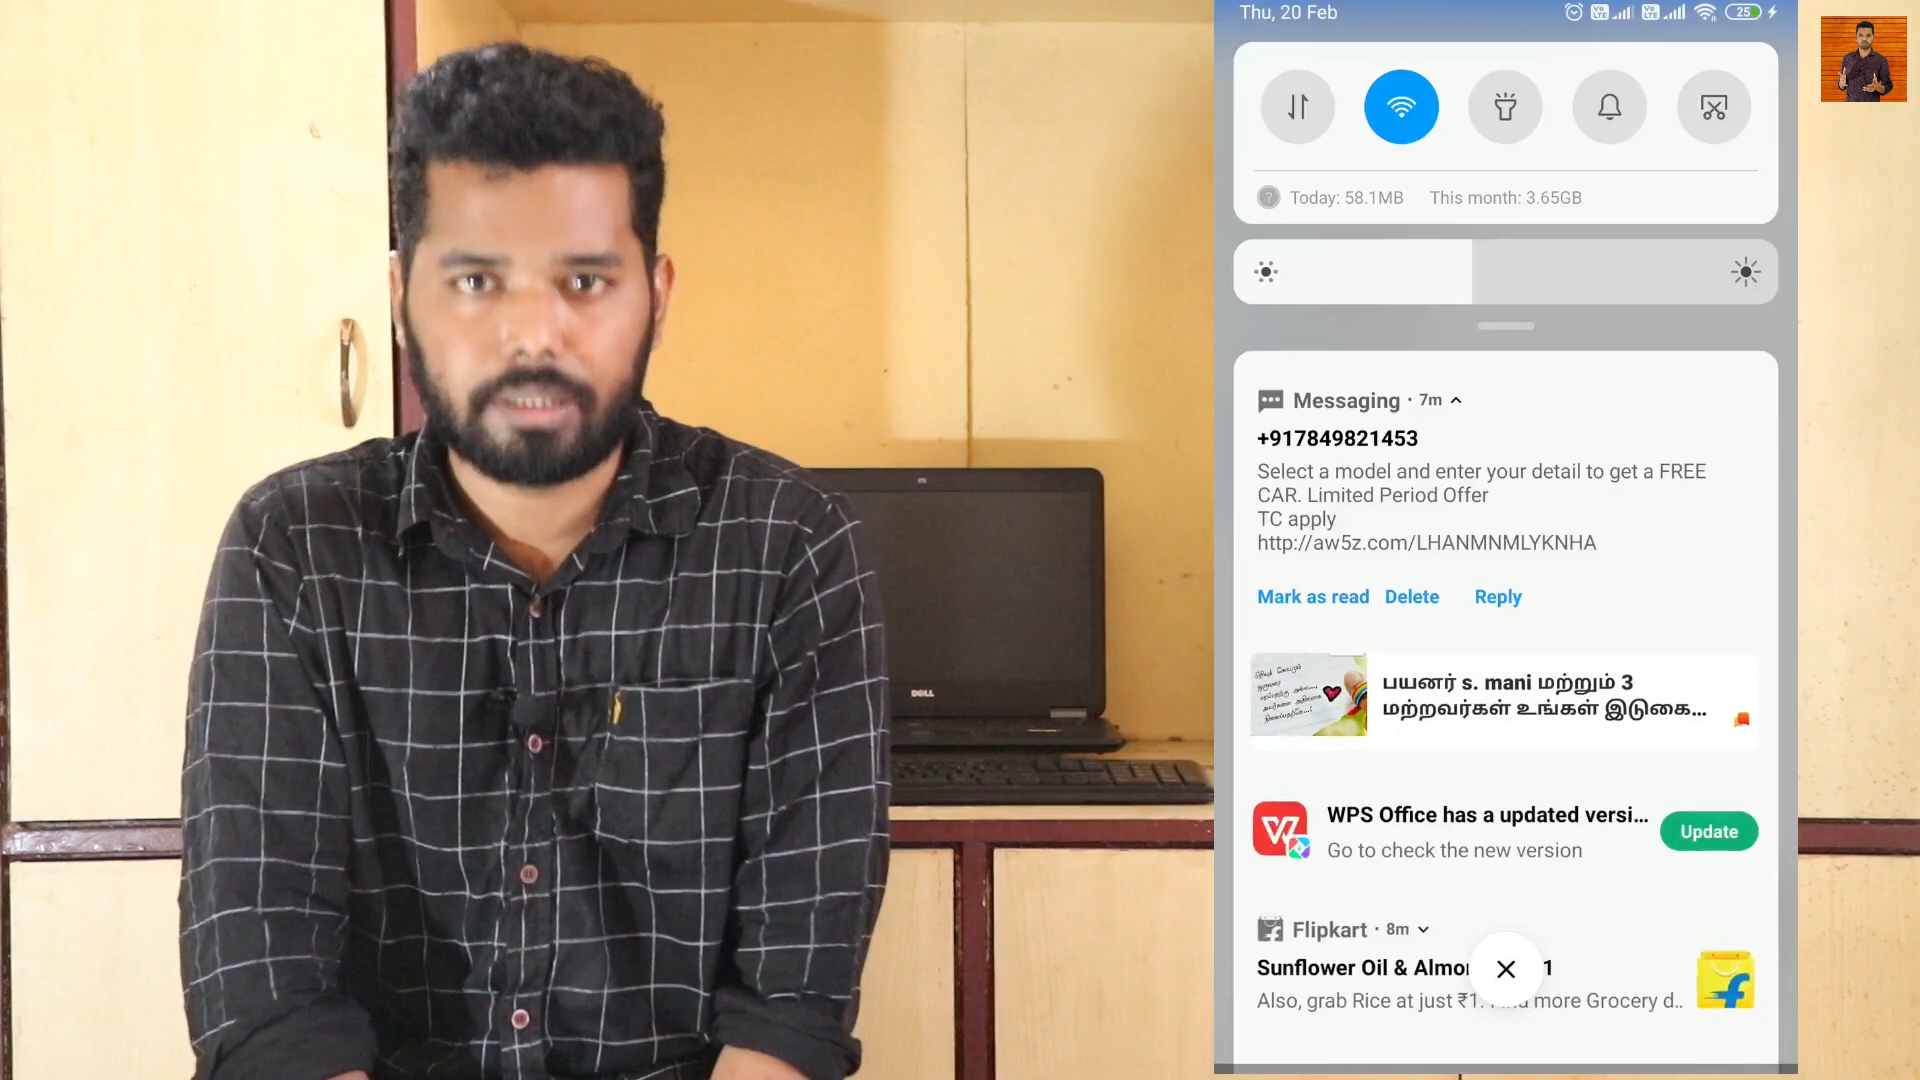 Thu, 20 Feb
25
Today: 58.1MB This month: 3.65GB
Messaging · 7m
+917849821453
Select a model and enter your detail to get a FREE
CAR. Limited Period Offer
TC apply
http://aw5z.com/LHANMNMLYKNHA
Mark as read Delete Reply
பயனர் s. mani மற்றும் 3
மற்றவர்கள் உங்கள் இடுகை...
WPS Office has a updated versi...
Go to check the new version
Update
Flipkart · 8m
Sunflower Oil & 1
Also, grab Rice at just ₹1. more Grocery d..
DELL